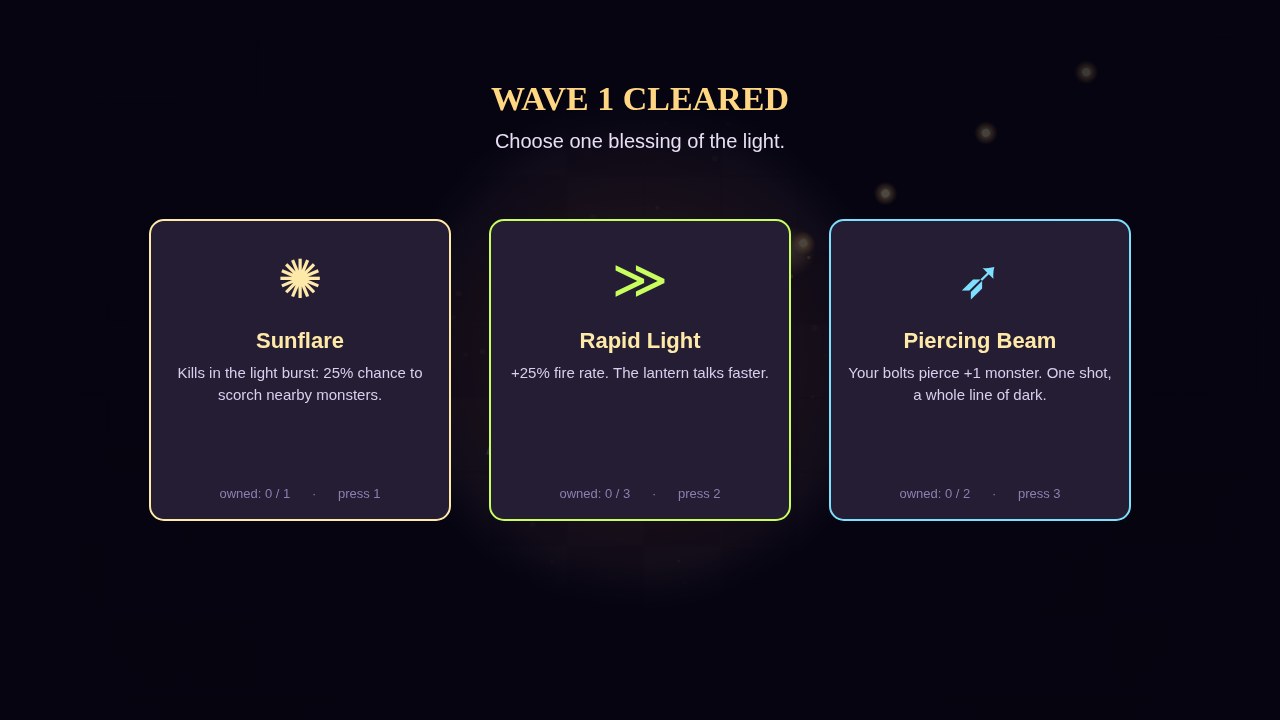 WAVE 1 CLEARED
Choose one blessing of the light.
Sunflare
Kills in the light burst: 25% chance to
scorch nearby monsters.
owned: 0 / 1 · press 1
Rapid Light
+25% fire rate. The lantern talks faster.
owned: 0 / 3 · press 2
Piercing Beam
Your bolts pierce +1 monster. One shot,
a whole line of dark.
owned: 0 / 2 · press 3